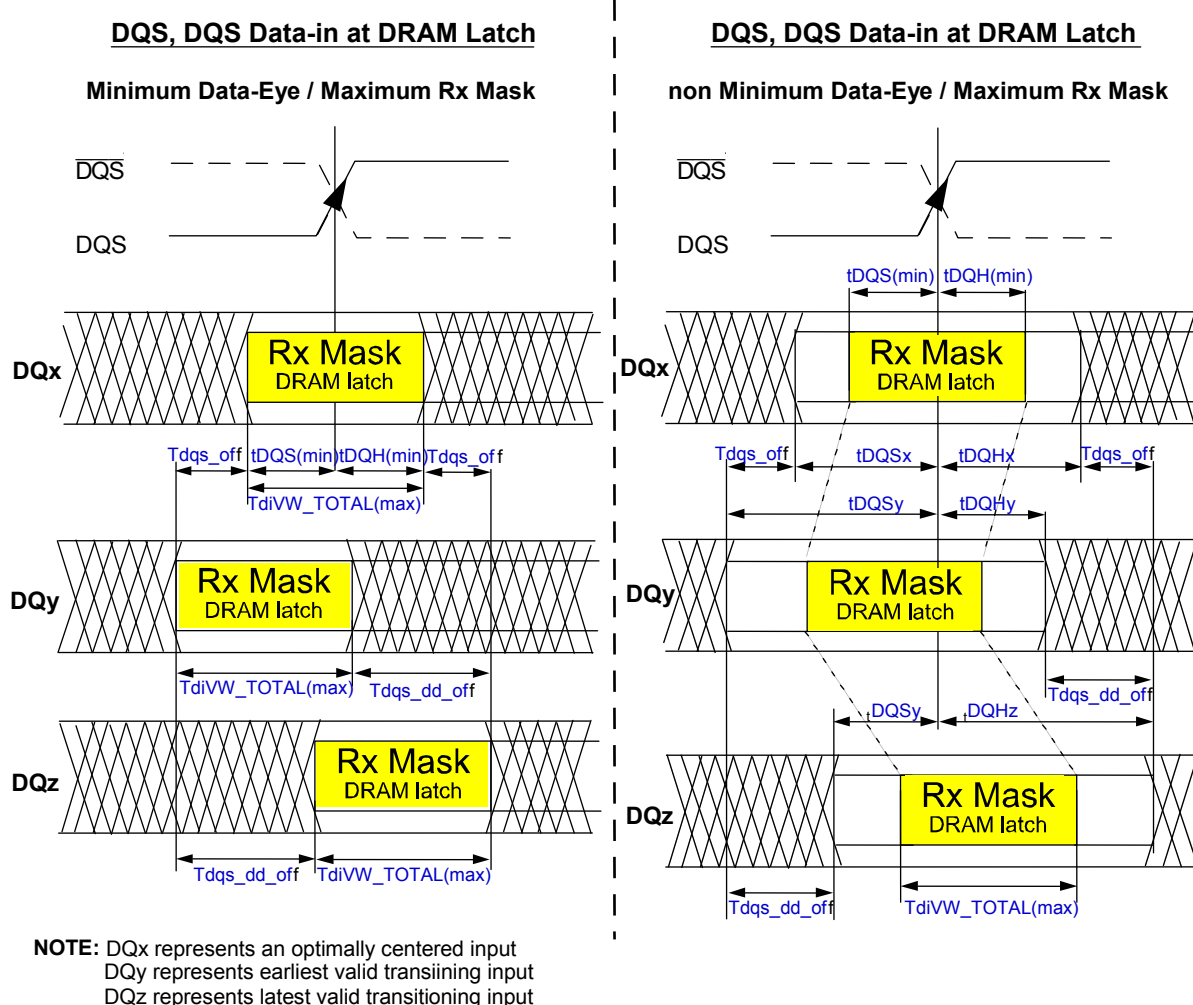 DQS, DQS Data-in at DRAM Latch
Minimum Data-Eye / Maximum Rx Mask
DQS
DQS
DQx
Rx Mask
DRAM latch
Tdqs_off tDQS(min) tDQH(min) Tdqs_off
TdiVW_TOTAL(max)
DQy
Rx Mask
DRAM latch
TdiVW_TOTAL(max) Tdqs_dd_off
DQz
Rx Mask
DRAM latch
Tdqs_dd_off TdiVW_TOTAL(max)
DQS, DQS Data-in at DRAM Latch
non Minimum Data-Eye / Maximum Rx Mask
DQS
DQS
tDQS(min) tDQH(min)
DQx
Rx Mask
DRAM latch
Tdqs_off tDQSx tDQHx Tdqs_off
tDQSy tDQHy
DQy
Rx Mask
DRAM latch
Tdqs_dd_off
tDQSy tDQHz
DQz
Rx Mask
DRAM latch
Tdqs_dd_off TdiVW_TOTAL(max)
NOTE: DQx represents an optimally centered input
DQy represents earliest valid transiining input
DQz represents latest valid transitioning input